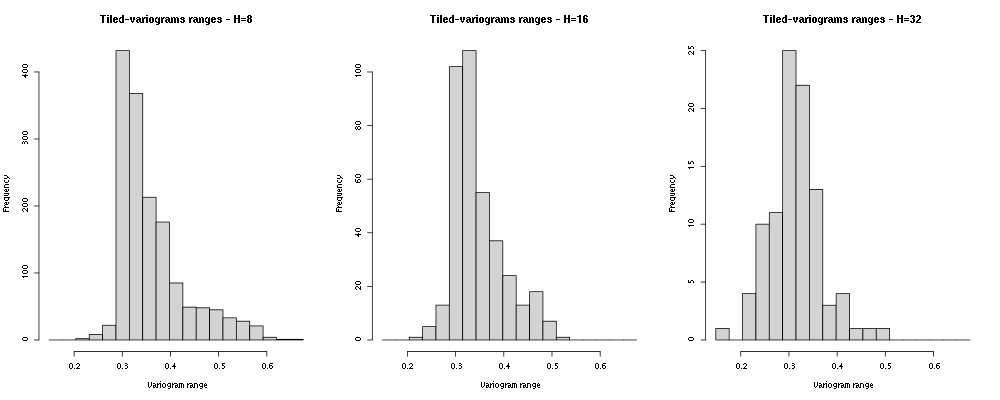 Tiled-variograms ranges - H=8
Tiled-variograms ranges - H=16
Tiled-variograms ranges - H=32
Frequency
0
100
200
300
400
0.2 0.3 0.4 0.5 0.6
Variogram range
Frequency
0
20
40
60
80
100
0.2 0.3 0.4 0.5 0.6
Variogram range
Frequency
0
5
10
15
20
25
0.2 0.3 0.4 0.5 0.6
Variogram range